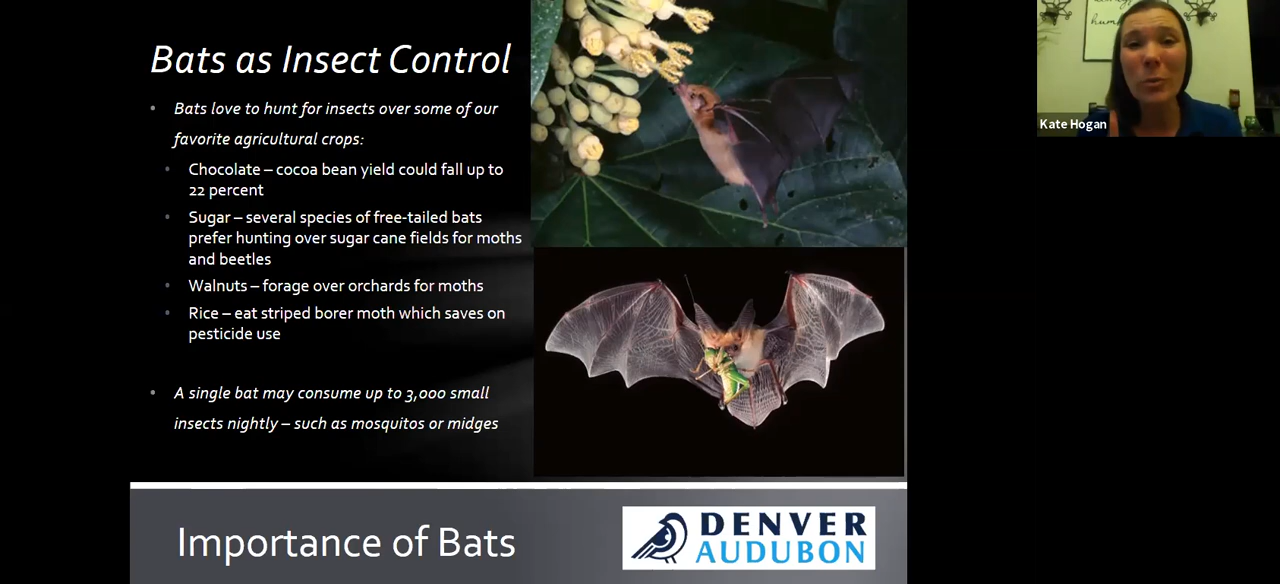 Bats as Insect Control
• Bats love to hunt for insects over some of our
favorite agricultural crops:
• Chocolate – cocoa bean yield could fall up to
22 percent
• Sugar – several species of free-tailed bats
prefer hunting over sugar cane fields for moths
and beetles
• Walnuts – forage over orchards for moths
• Rice – eat striped borer moth which saves on
pesticide use
• A single bat may consume up to 3,000 small
insects nightly – such as mosquitos or midges
Importance of Bats
DENVER
AUDUBON
Kate Hogan